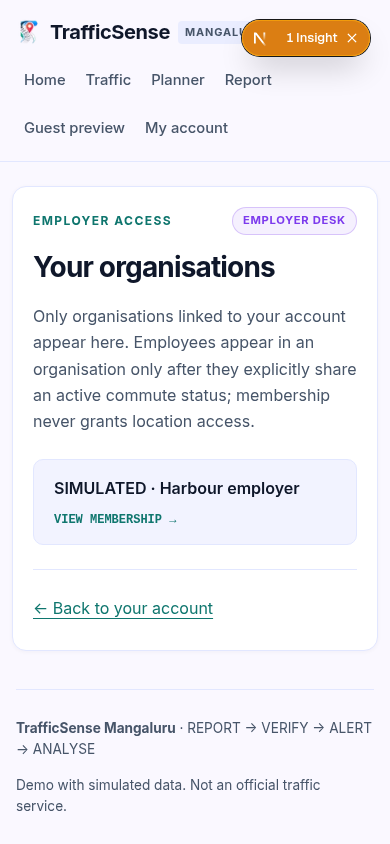 TrafficSense
1 Insight
Home Traffic Planner Report
Guest preview My account
EMPLOYER ACCESS
EMPLOYER DESK
Your organisations
Only organisations linked to your account
appear here. Employees appear in an
organisation only after they explicitly share
an active commute status; membership
never grants location access.
SIMULATED · Harbour employer
VIEW MEMBERSHIP →
← Back to your account
TrafficSense Mangaluru · REPORT → VERIFY → ALERT
→ ANALYSE
Demo with simulated data. Not an official traffic
service.